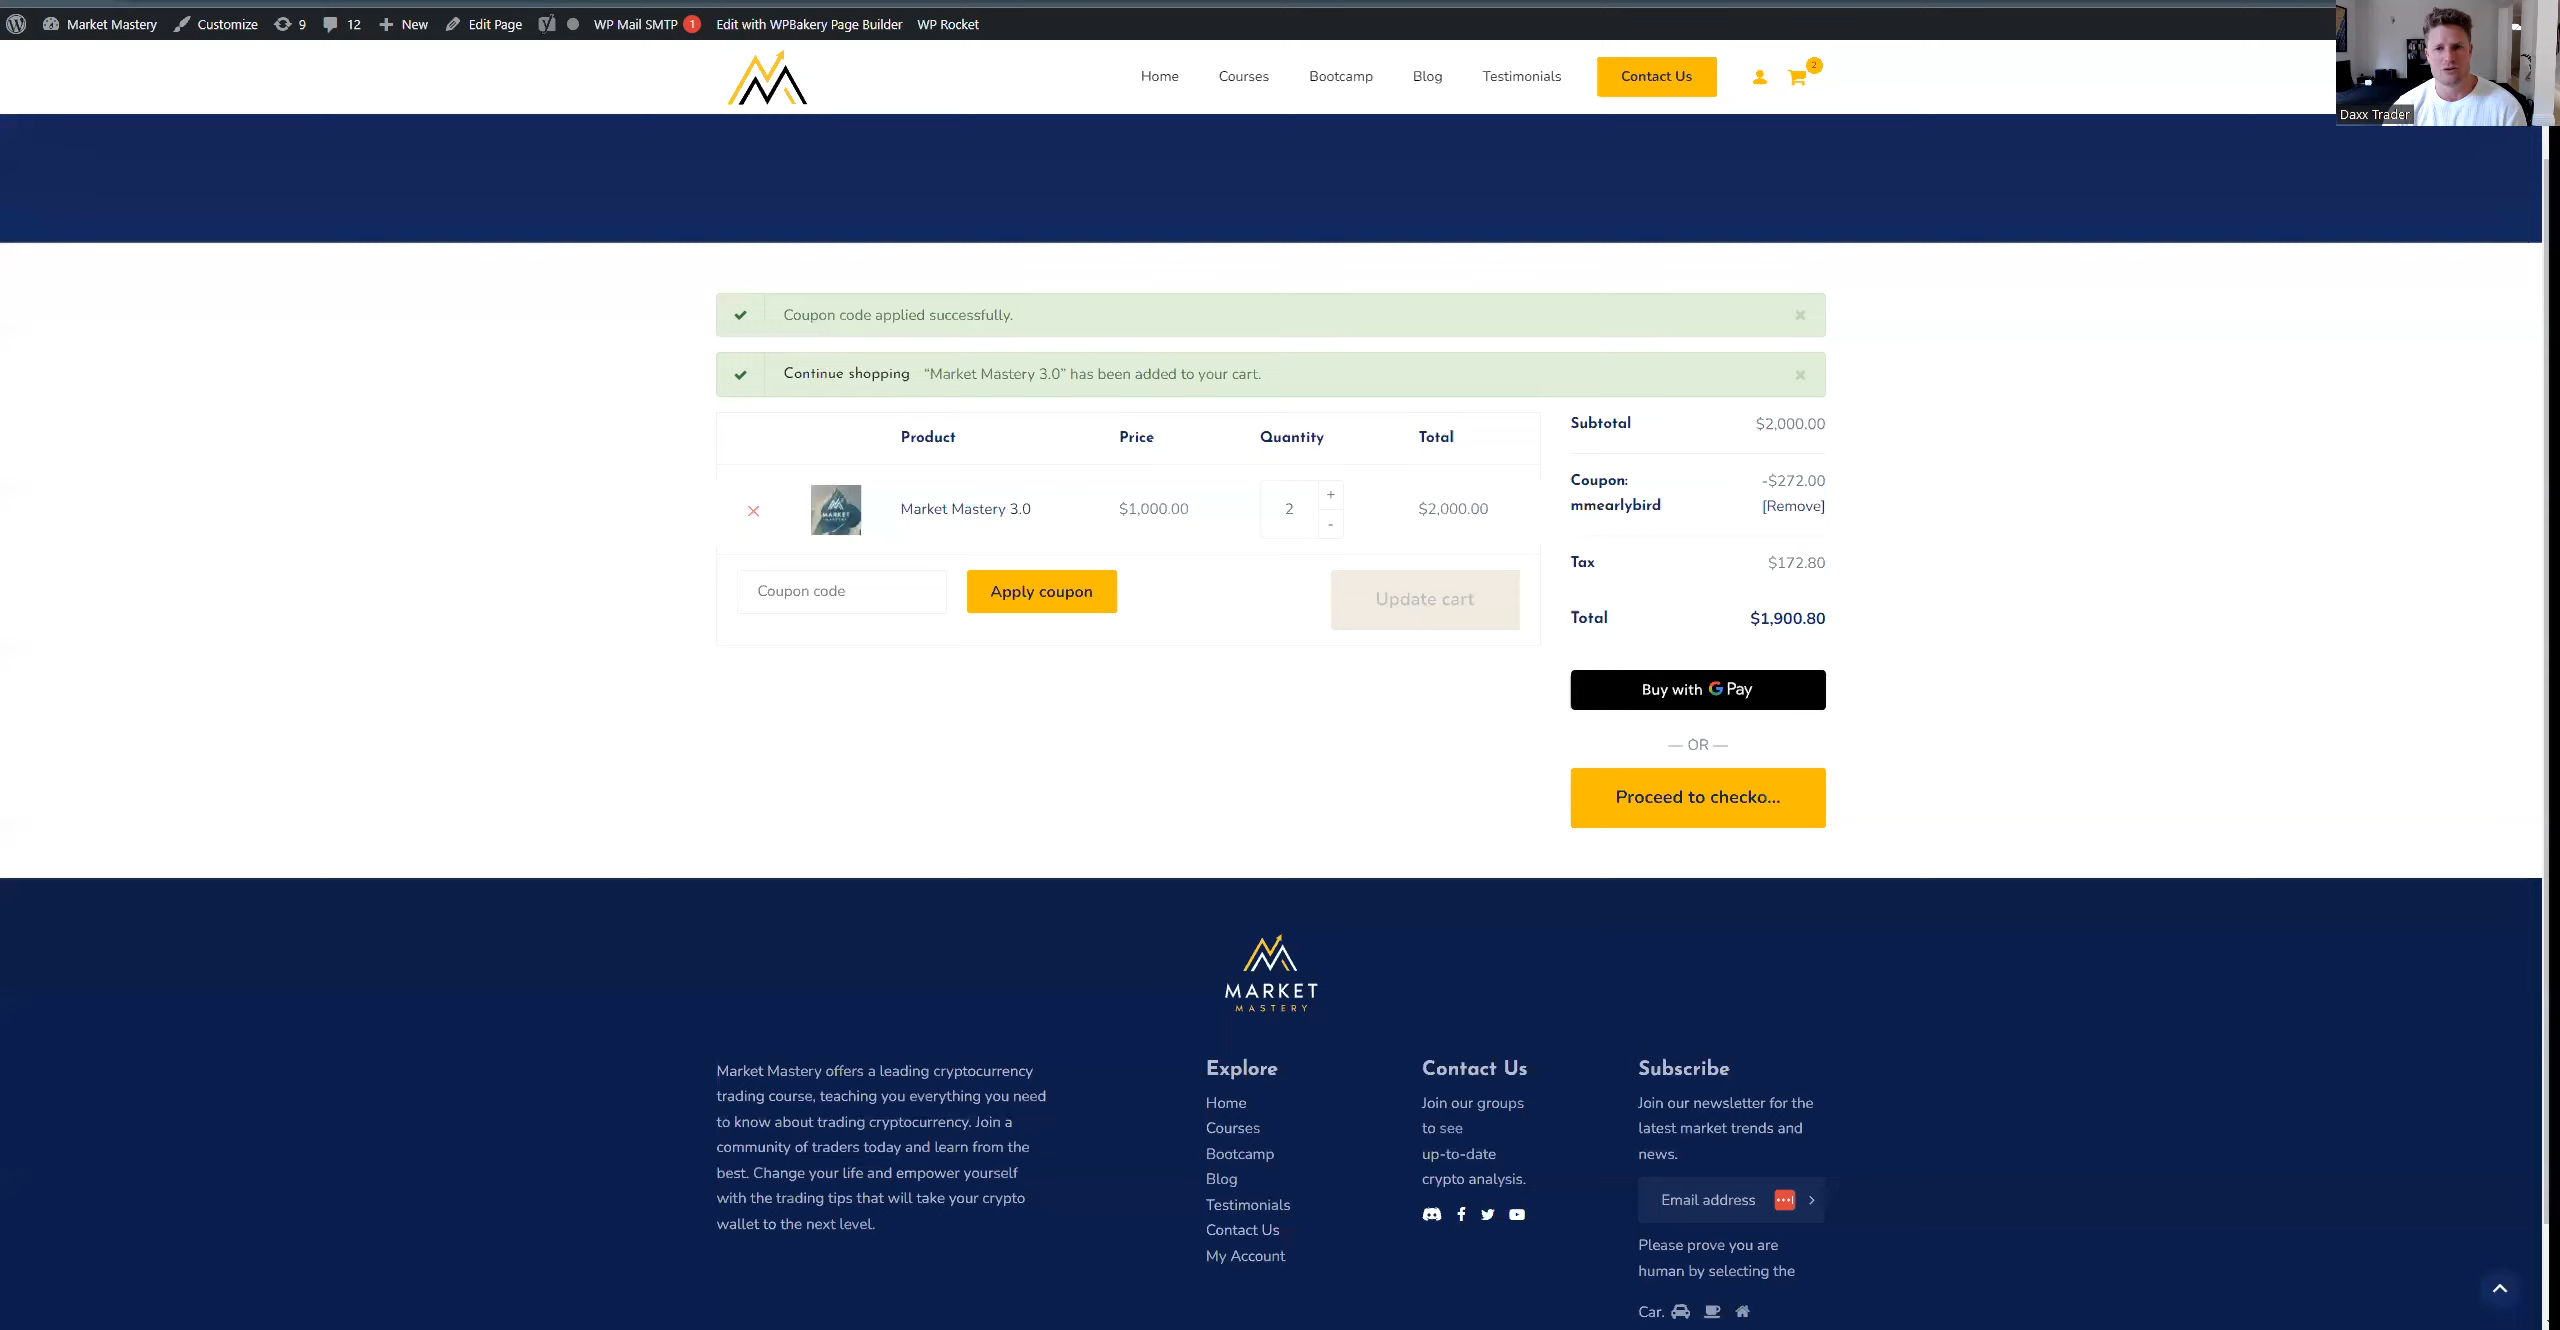 Market Mastery Customize 9 12 New Edit Page WP Mail SMTP 1 Edit with WPBakery Page Builder WP Rocket
Daxx Trader
Home Courses Bootcamp Blog Testimonials Contact Us 2
Coupon code applied successfully.
Continue shopping “Market Mastery 3.0” has been added to your cart.
Product Price Quantity Total
MARKET
Market Mastery 3.0 $1,000.00 2 + - $2,000.00
Coupon code Apply coupon Update cart
Subtotal $2,000.00
Coupon: -$272.00
mmearlybird [Remove]
Tax $172.80
Total $1,900.80
Buy with G Pay
— OR —
Proceed to checko...
MARKET
MASTERY
Market Mastery offers a leading cryptocurrency
trading course, teaching you everything you need
to know about trading cryptocurrency. Join a
community of traders today and learn from the
best. Change your life and empower yourself
with the trading tips that will take your crypto
wallet to the next level.
Explore
Home
Courses
Bootcamp
Blog
Testimonials
Contact Us
My Account
Contact Us
Join our groups
to see
up-to-date
crypto analysis.
Subscribe
Join our newsletter for the
latest market trends and
news.
Email address
Please prove you are
human by selecting the
Car.